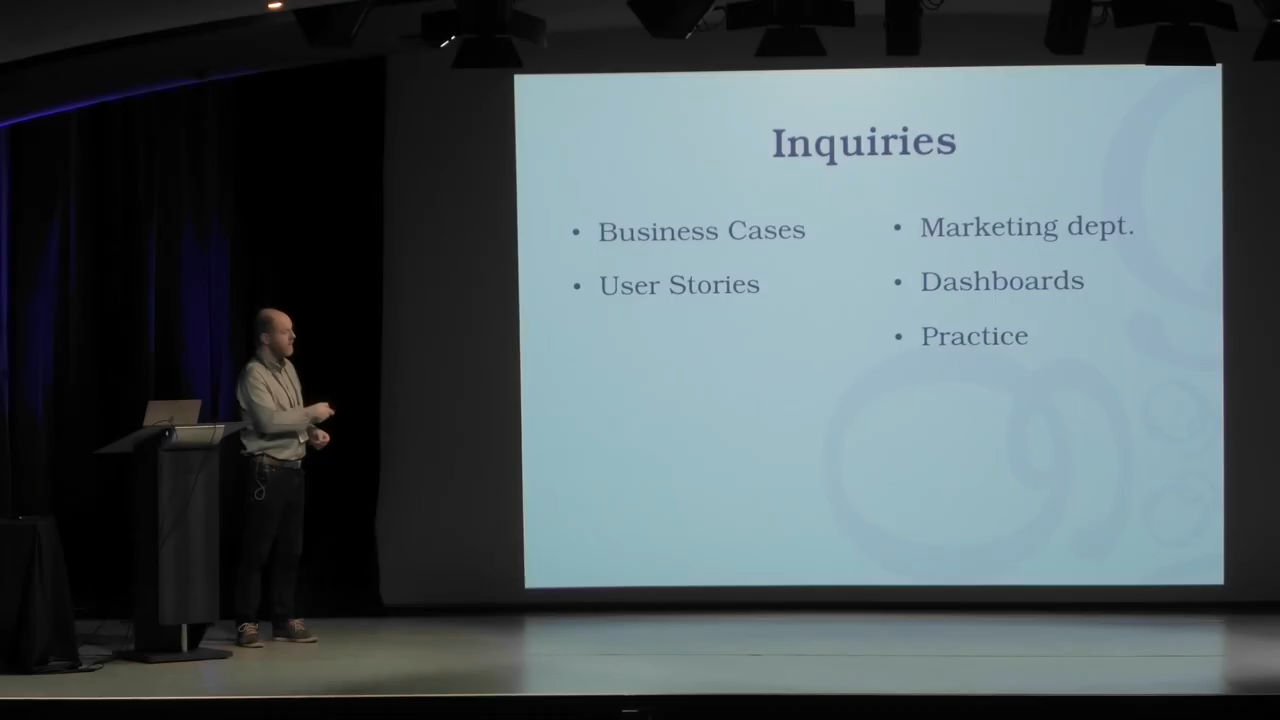 Inquiries
• Business Cases
• User Stories
• Marketing dept.
• Dashboards
• Practice